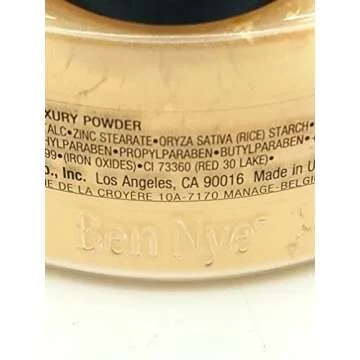 XURY POWDER
ALC•ZINC STEARATE•ORYZA SATIVA (RICE) STARCH•
HYLPARABEN•PROPYLPARABEN•BUTYLPARABEN•
99•(IRON OXIDES)•CI 73360 (RED 30 LAKE)•
o., Inc. Los Angeles, CA 90016 Made in U
E DE LA CROYÈRE 10A-7170 MANAGE-BELGI
Ben Nye®